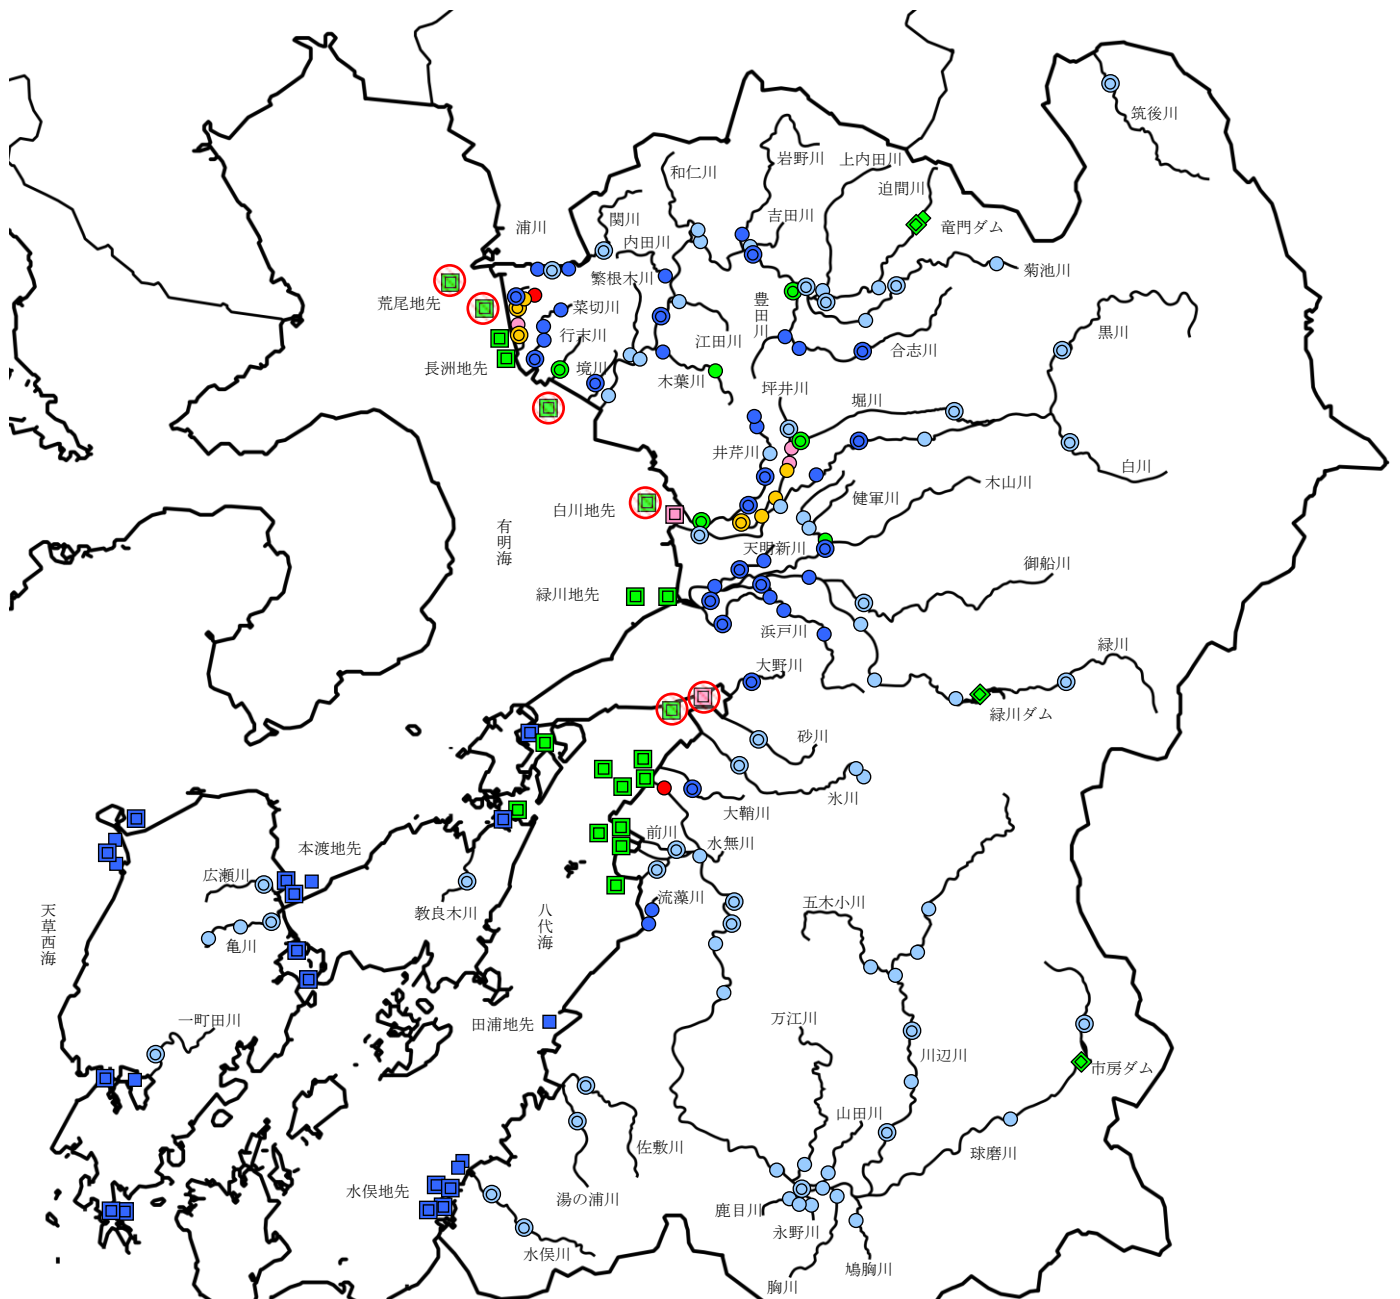 筑後川
岩野川
上内田川
和仁川
迫間川
関川
吉田川
浦川
竜門ダム
内田川
菊池川
繁根木川
荒尾地先
菜切川
豊田川
黒川
行末川
江田川
合志川
長洲地先
境川
木葉川
坪井川
堀川
井芹川
白川
木山川
健軍川
白川地先
有明海
天明新川
御船川
緑川地先
浜戸川
緑川
大野川
緑川ダム
砂川
氷川
大鞘川
前川
水無川
本渡地先
広瀬川
流藻川
五木小川
教良木川
八代海
天草西海
亀川
田浦地先
一町田川
万江川
川辺川
市房ダム
山田川
佐敷川
球磨川
水俣地先
湯の浦川
鹿目川
永野川
水俣川
鳩胸川
胸川